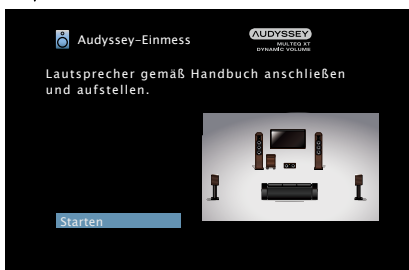 Audyssey-Einmess
AUDYSSEY
MULTEQ XT
DYNAMIC VOLUME
Lautsprecher gemäß Handbuch anschließen
und aufstellen.
Starten